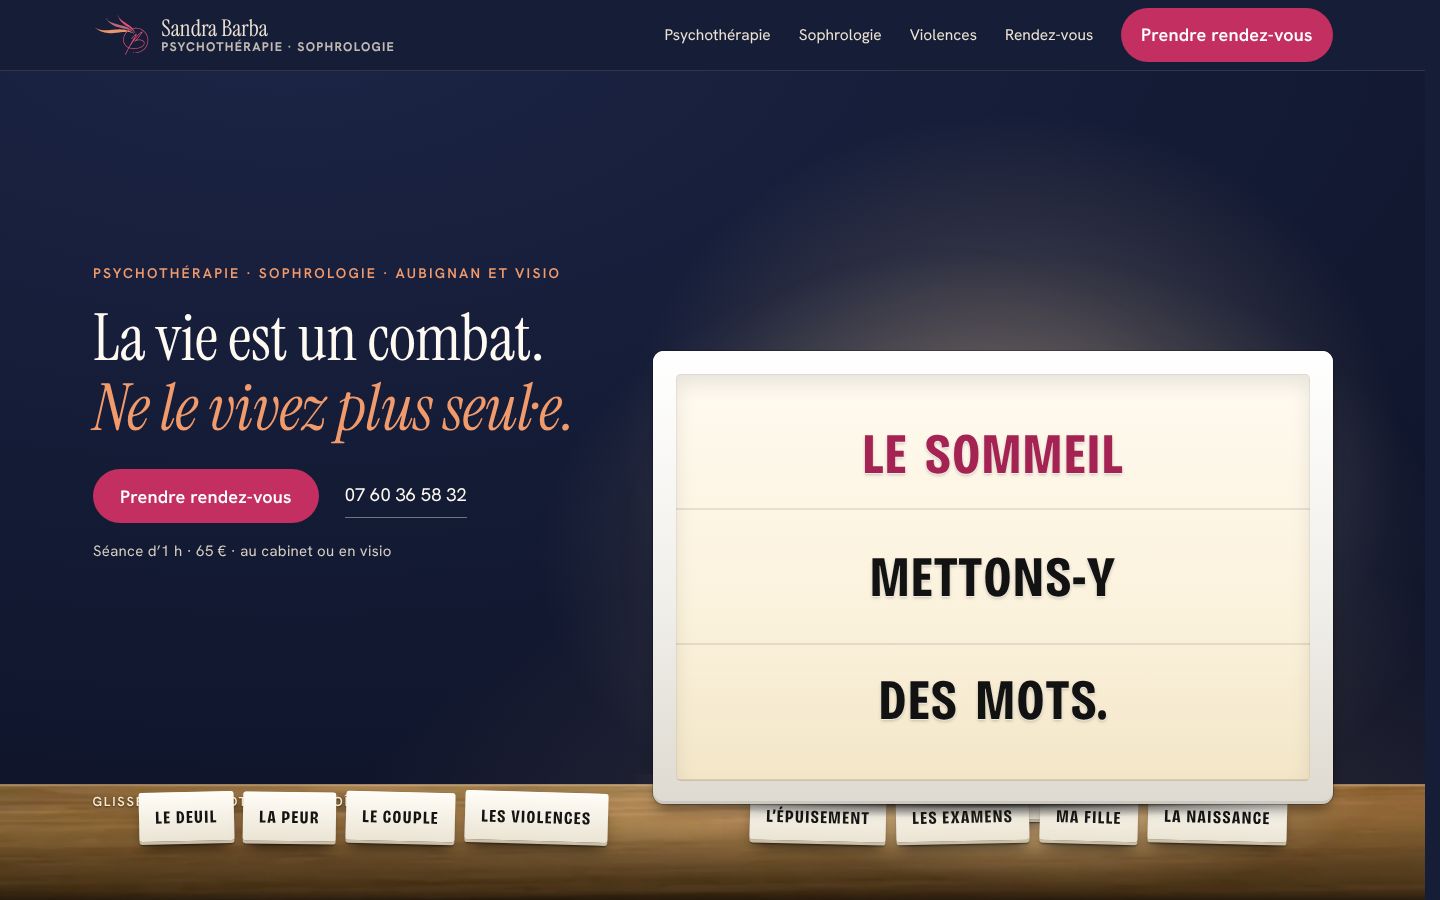 Sandra Barba
PSYCHOTHÉRAPIE · SOPHROLOGIE
Psychothérapie
Sophrologie
Violences
Rendez-vous
Prendre rendez-vous
PSYCHOTHÉRAPIE · SOPHROLOGIE · AUBIGNAN ET VISIO
La vie est un combat.
Ne le vivez plus seul·e.
Prendre rendez-vous
07 60 36 58 32
Séance d’1 h · 65 € · au cabinet ou en visio
LE SOMMEIL
METTONS-Y
DES MOTS.
LE DEUIL
LA PEUR
LE COUPLE
LES VIOLENCES
L’ÉPUISEMENT
LES EXAMENS
MA FILLE
LA NAISSANCE